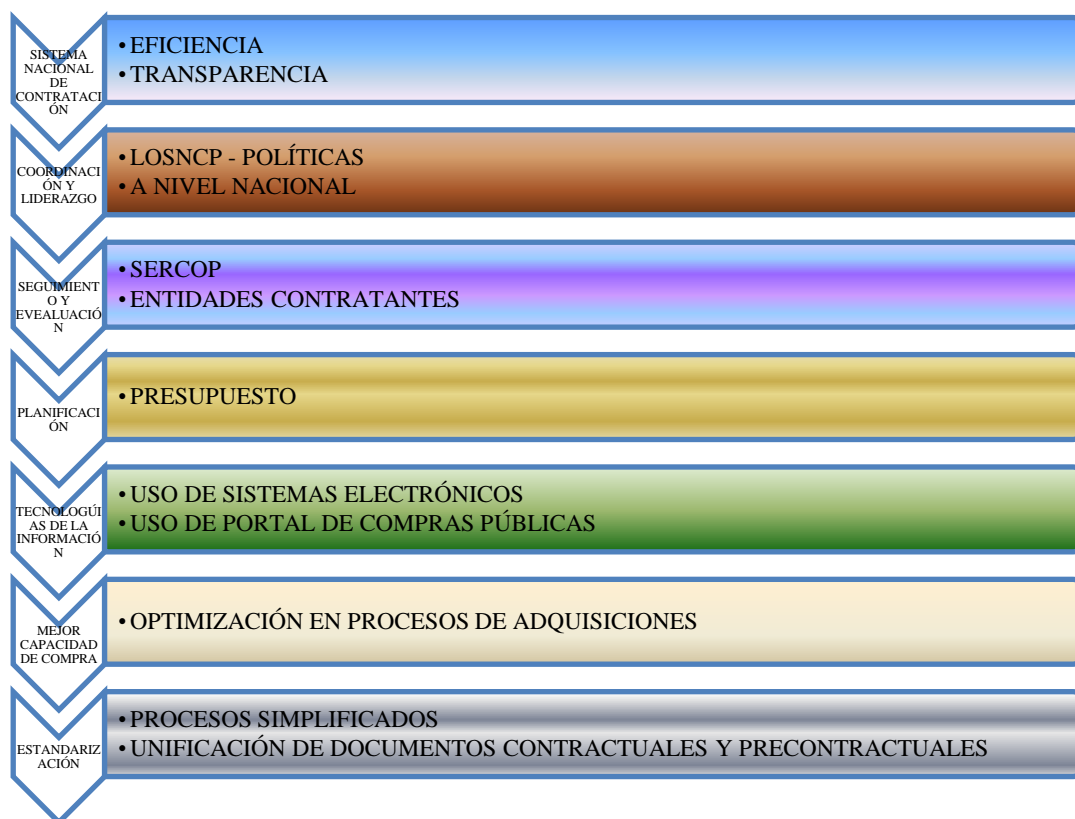 SISTEMA
NACIONAL
DE
CONTRATACI
ÓN
• EFICIENCIA
• TRANSPARENCIA
COORDINACI
ÓN Y
LIDERAZGO
• LOSNCP - POLÍTICAS
• A NIVEL NACIONAL
SEGUIMIENT
O Y
EVEALUACIÓ
N
• SERCOP
• ENTIDADES CONTRATANTES
PLANIFICACI
ÓN
• PRESUPUESTO
TECNOLOGÚI
AS DE LA
INFORMACIÓ
N
• USO DE SISTEMAS ELECTRÓNICOS
• USO DE PORTAL DE COMPRAS PÚBLICAS
MEJOR
CAPACIDAD
DE COMPRA
• OPTIMIZACIÓN EN PROCESOS DE ADQUISICIONES
ESTANDARIZ
ACIÓN
• PROCESOS SIMPLIFICADOS
• UNIFICACIÓN DE DOCUMENTOS CONTRACTUALES Y PRECONTRACTUALES